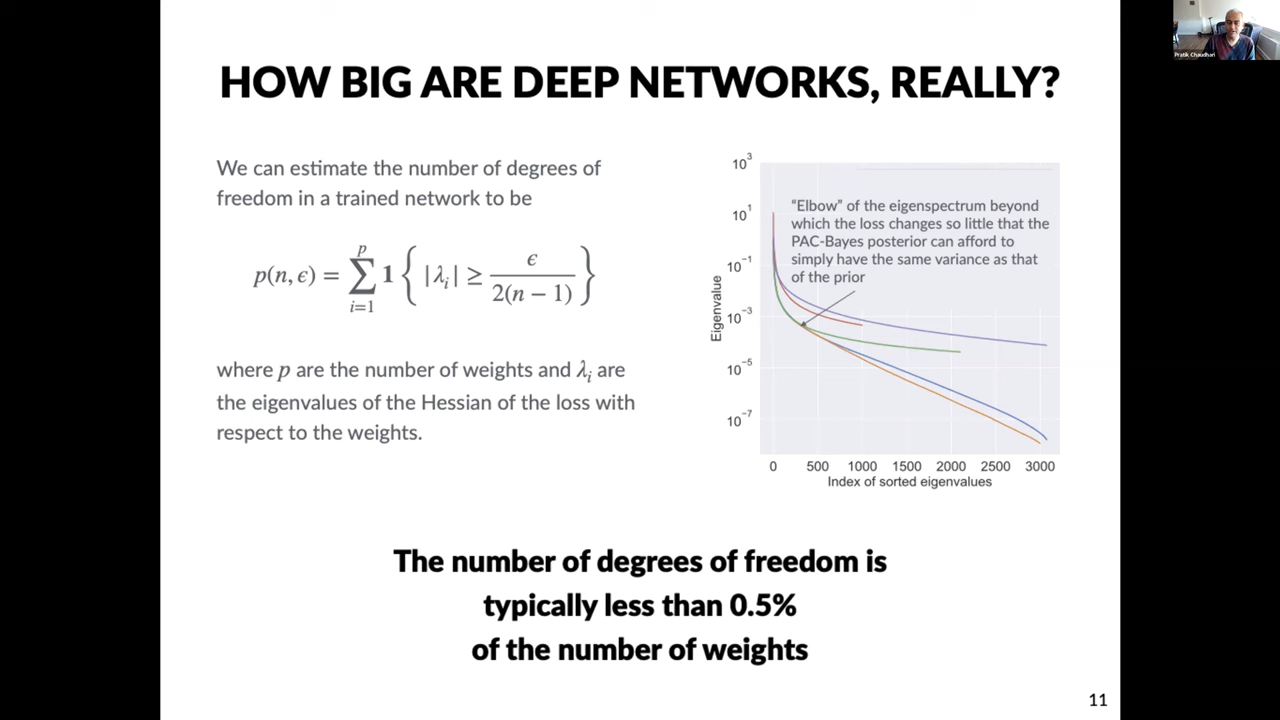 HOW BIG ARE DEEP NETWORKS, REALLY?
We can estimate the number of degrees of
freedom in a trained network to be
p(n, ϵ) = ∑_{i=1}^{p} 1 { |λ_i| ≥ ϵ / 2(n − 1) }
where p are the number of weights and λ_i are
the eigenvalues of the Hessian of the loss with
respect to the weights.
10^3
10^1
10^−1
10^−3
10^−5
10^−7
Eigenvalue
“Elbow” of the eigenspectrum beyond
which the loss changes so little that the
PAC-Bayes posterior can afford to
simply have the same variance as that
of the prior
0 500 1000 1500 2000 2500 3000
Index of sorted eigenvalues
The number of degrees of freedom is
typically less than 0.5%
of the number of weights
11
Pratik Chaudhari